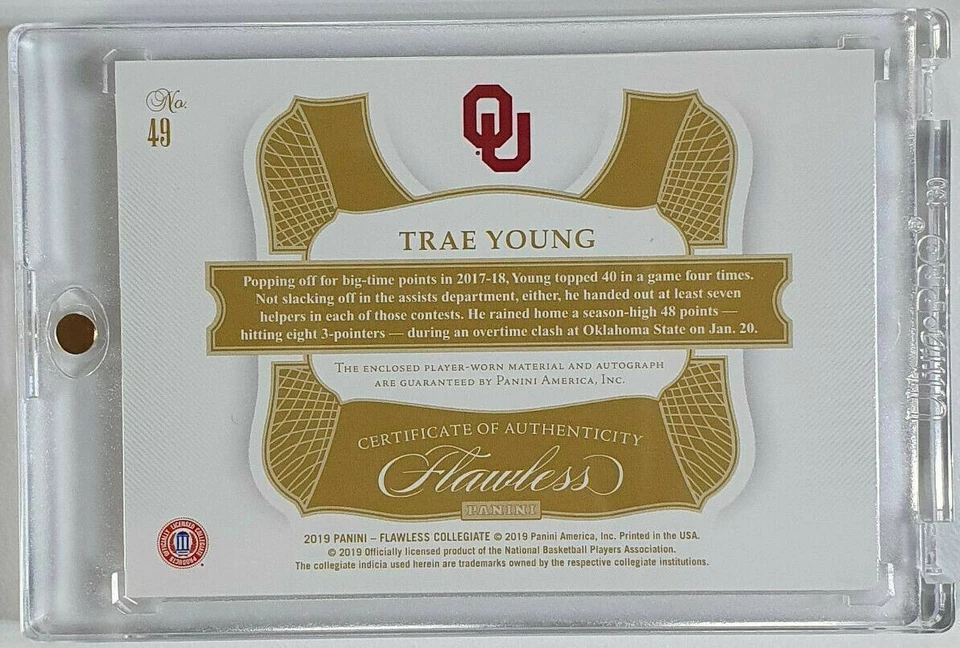 No.
49
OU
TRAE YOUNG
Popping off for big-time points in 2017-18, Young topped 40 in a game four times.
Not slacking off in the assists department, either, he handed out at least seven
helpers in each of those contests. He rained home a season-high 48 points —
hitting eight 3-pointers — during an overtime clash at Oklahoma State on Jan. 20.
THE ENCLOSED PLAYER-WORN MATERIAL AND AUTOGRAPH
ARE GUARANTEED BY PANINI AMERICA, INC.
CERTIFICATE OF AUTHENTICITY
Flawless
PANINI
OFFICIALLY LICENSED COLLEGIATE PRODUCTS
2019 PANINI – FLAWLESS COLLEGIATE © 2019 Panini America, Inc. Printed in the USA.
© 2019 Officially licensed product of the National Basketball Players Association.
The collegiate indicia used herein are trademarks owned by the respective collegiate institutions.